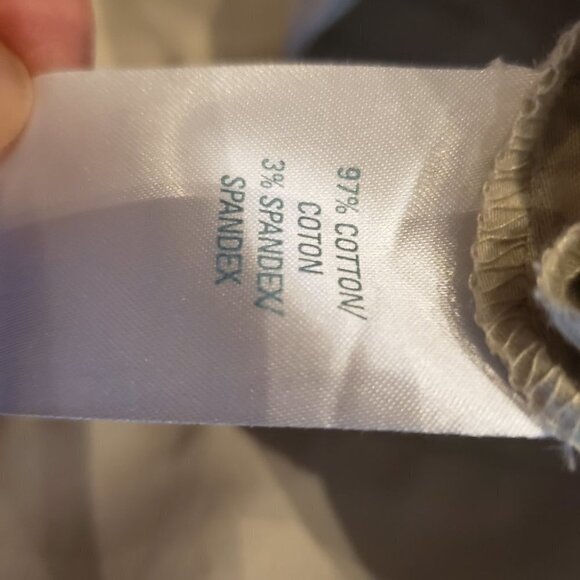 97% COTTON/
COTON
3% SPANDEX/
SPANDEX